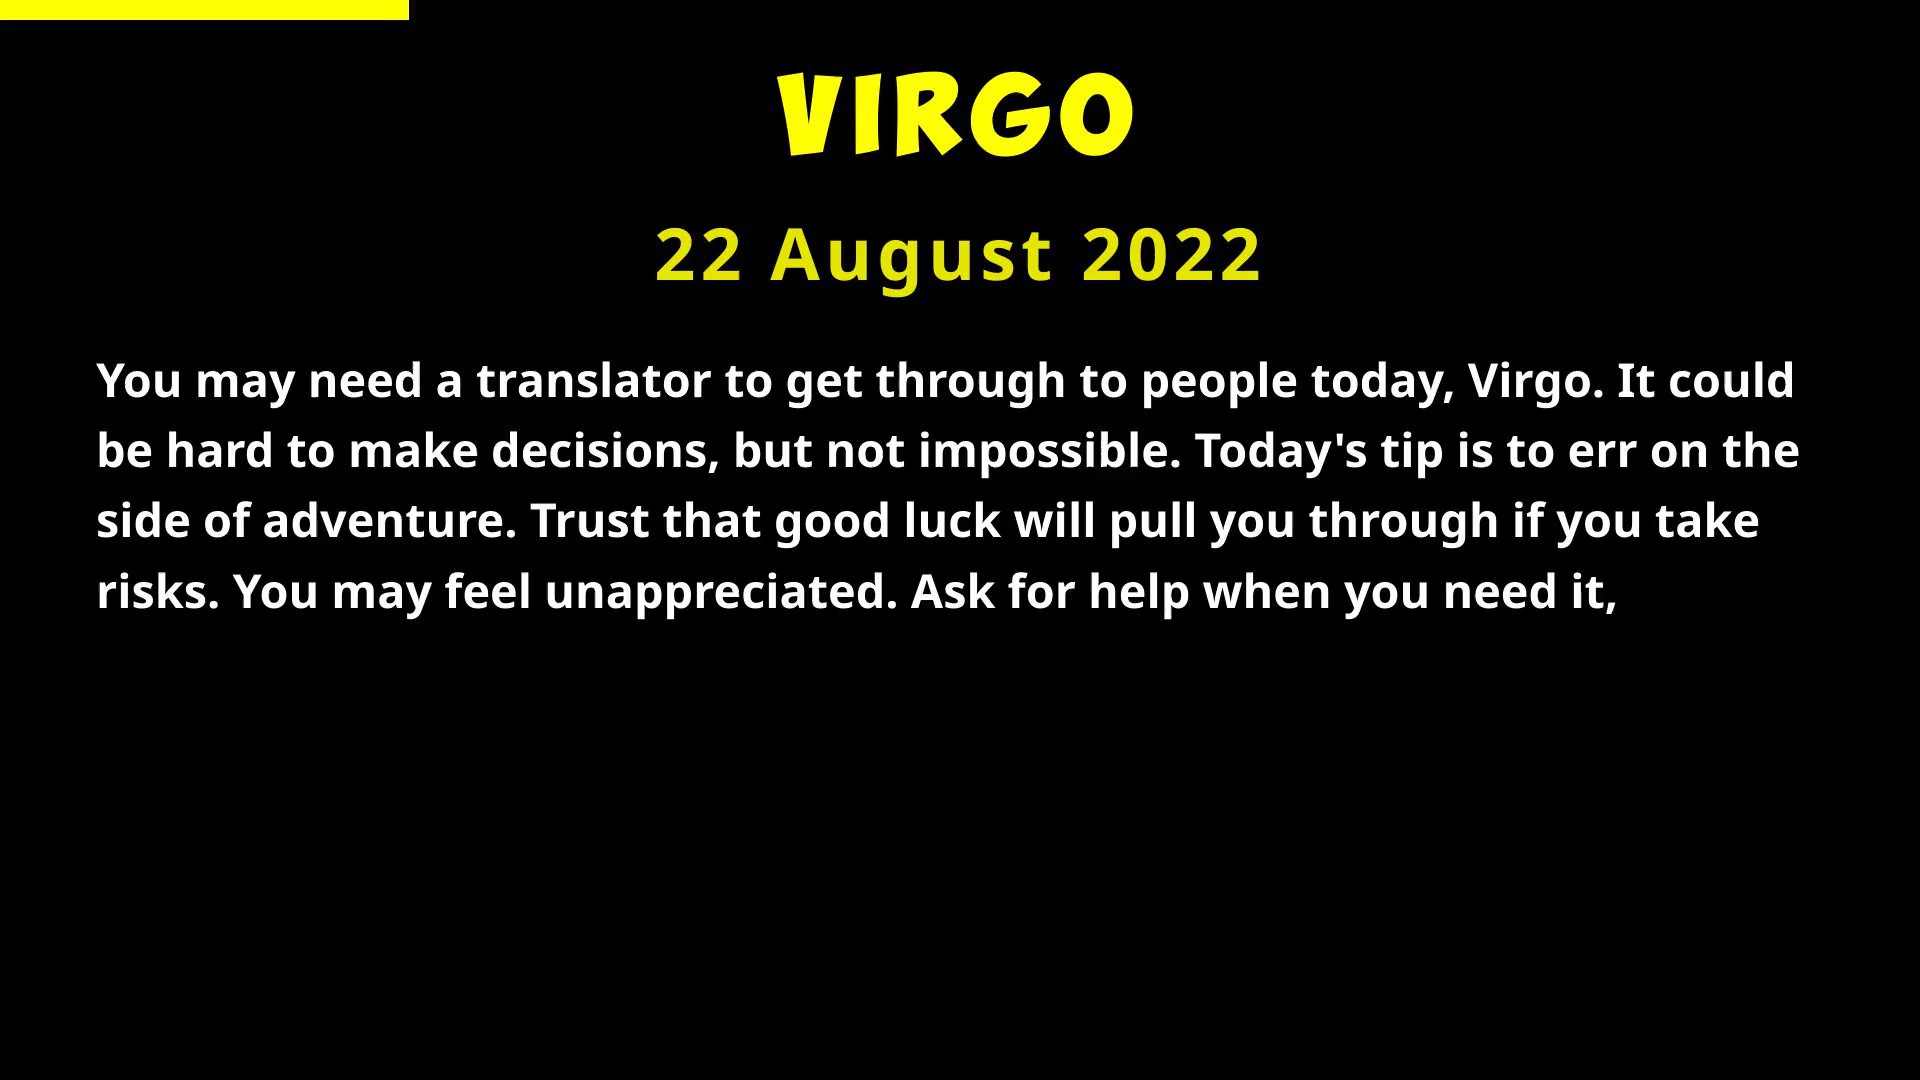 VIRGO
22 August 2022
You may need a translator to get through to people today, Virgo. It could
be hard to make decisions, but not impossible. Today's tip is to err on the
side of adventure. Trust that good luck will pull you through if you take
risks. You may feel unappreciated. Ask for help when you need it,